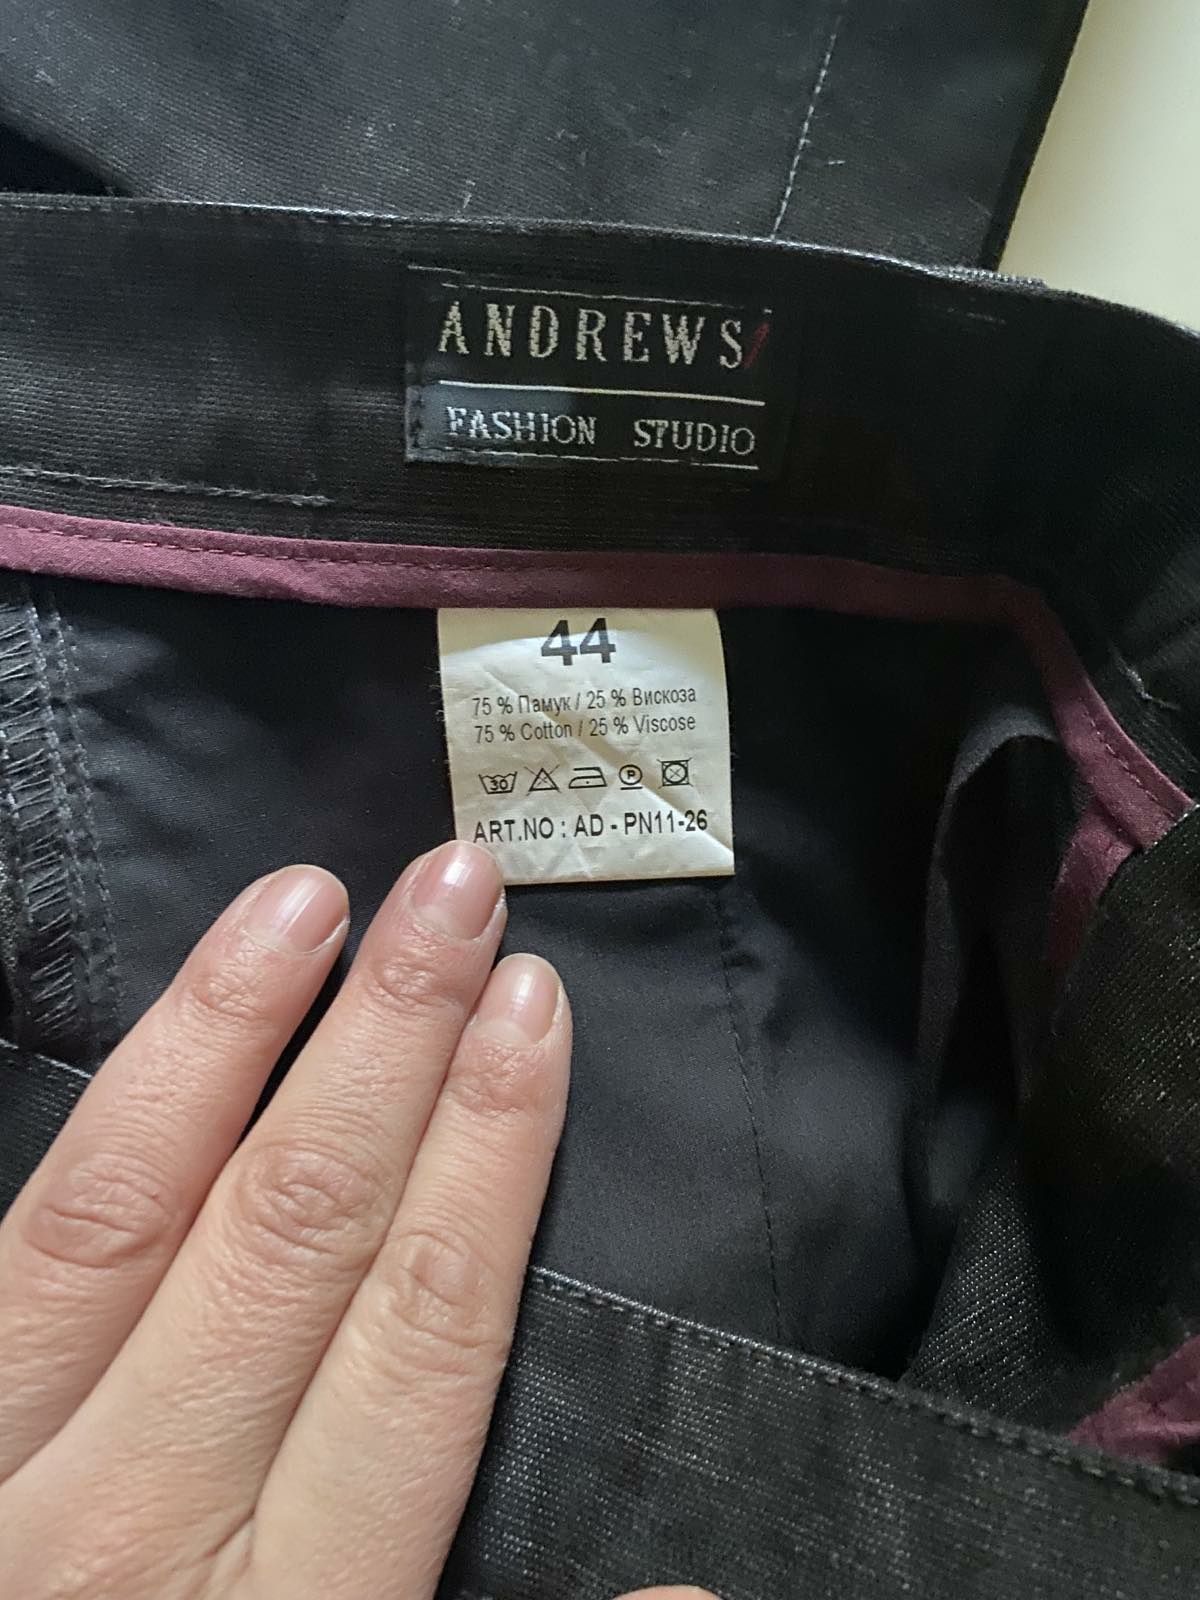 ANDREWS/
FASHION STUDIO
44
75 % Памук / 25 % Вискоза
75 % Cotton / 25 % Viscose
30 P
ART.NO : AD - PN11-26